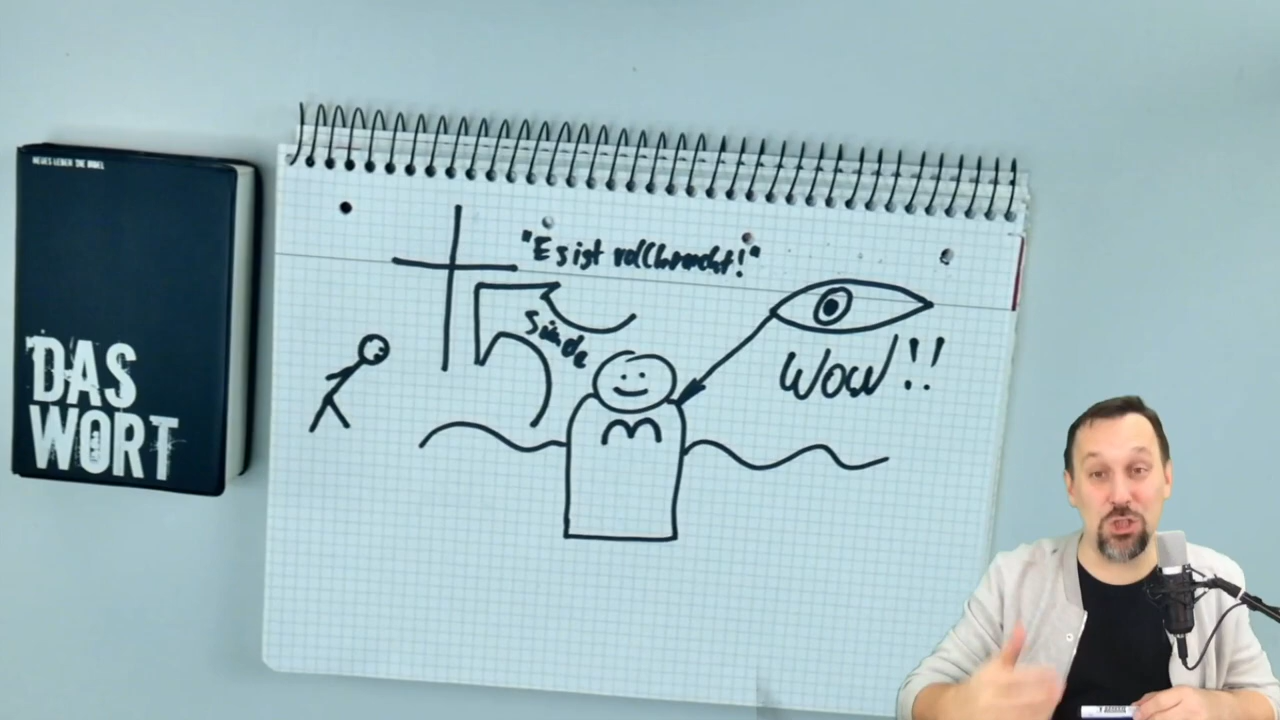 NEUES LEBEN. DIE BIBEL
DAS
WORT
"Es ist vollbracht!"
Sünde
WOW!!